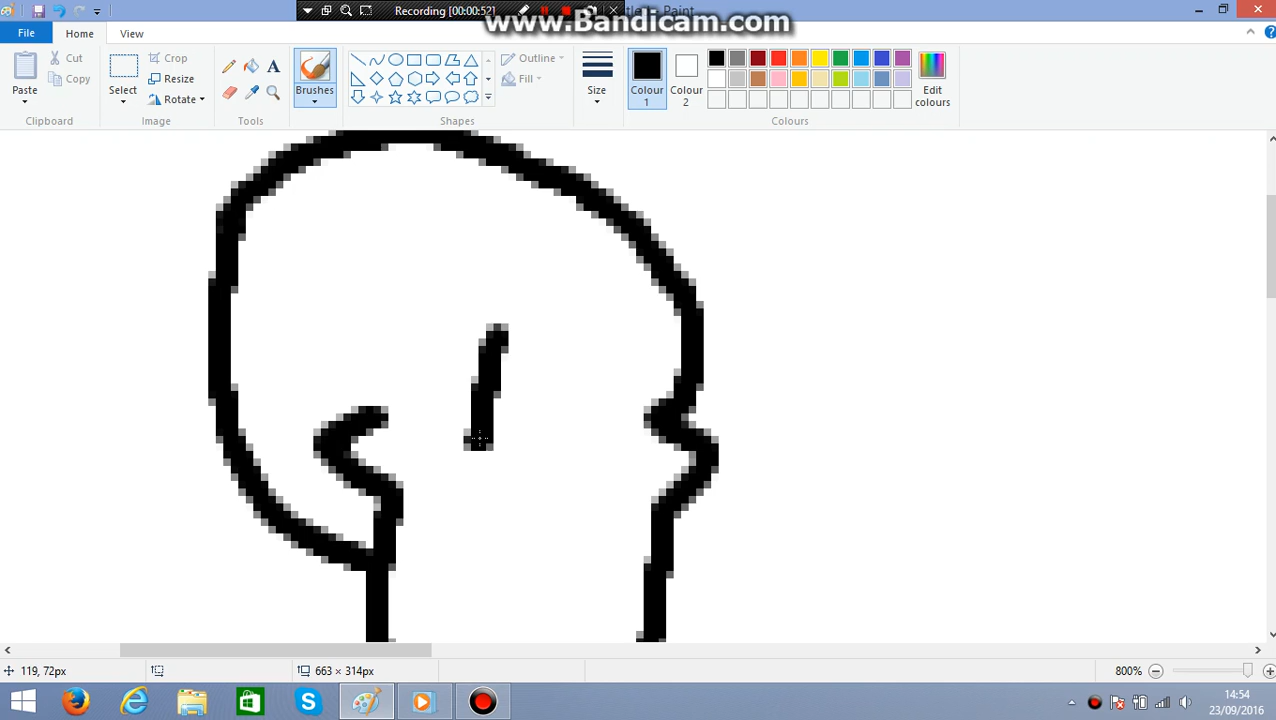 Recording [00:00:52]
www.Bandicam.com
Paint
File Home View
Paste
Cut
Copy
Clipboard
Select
Crop
Resize
Rotate
Image
A
Tools
Brushes
Shapes
Outline
Fill
Size
Colour 1
Colour 2
Edit colours
Colours
119, 72px
663 × 314px
800%
14:54
23/09/2016